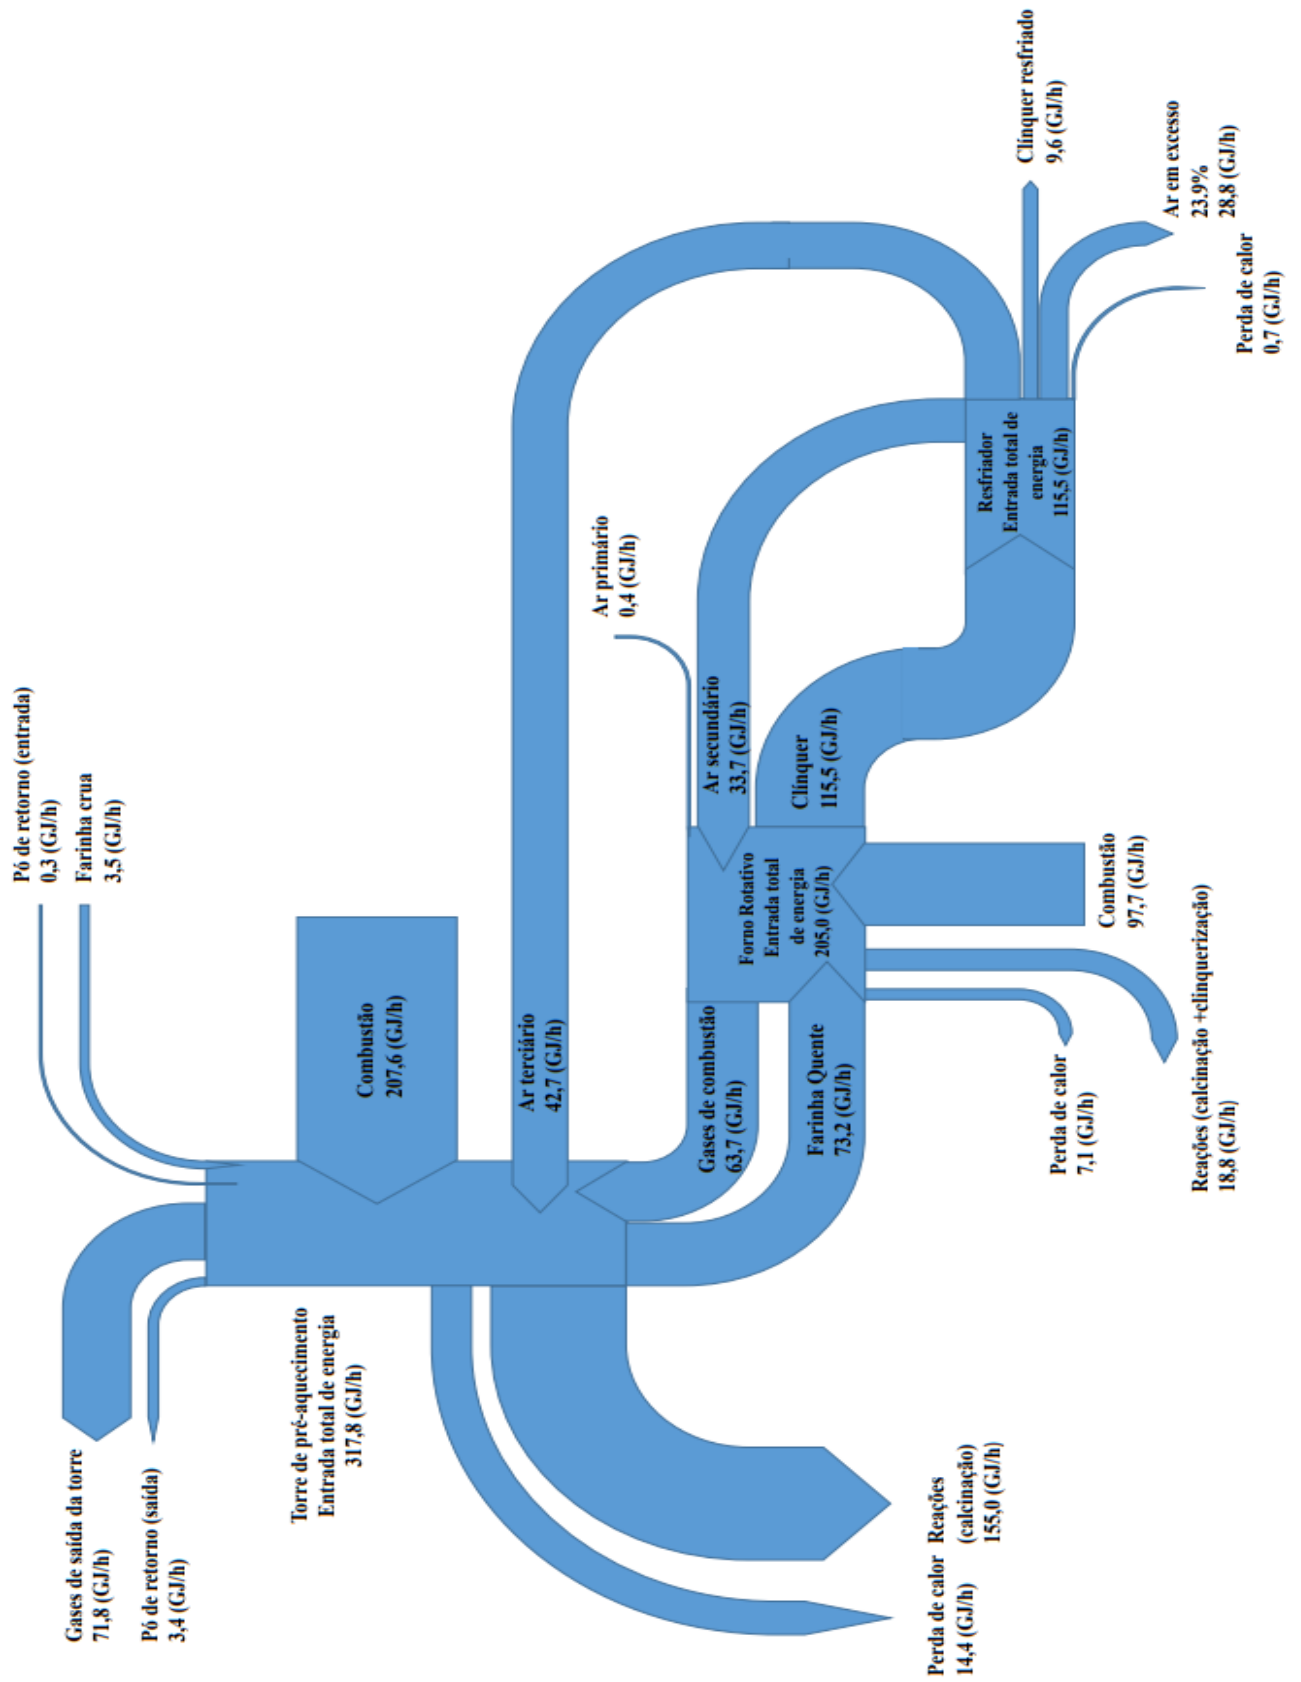 Gases de saída da torre
71,8 (GJ/h)
Pó de retorno (saída)
3,4 (GJ/h)
Pó de retorno (entrada)
0,3 (GJ/h)
Farinha crua
3,5 (GJ/h)
Torre de pré-aquecimento
Entrada total de energia
317,8 (GJ/h)
Combustão
207,6 (GJ/h)
Ar terciário
42,7 (GJ/h)
Ar primário
0,4 (GJ/h)
Gases de combustão
63,7 (GJ/h)
Ar secundário
33,7 (GJ/h)
Forno Rotativo
Entrada total
de energia
205,0 (GJ/h)
Farinha Quente
73,2 (GJ/h)
Clínquer
115,5 (GJ/h)
Resfriador
Entrada total de
energia
115,5 (GJ/h)
Clínquer resfriado
9,6 (GJ/h)
Ar em excesso
23.9%
28,8 (GJ/h)
Perda de calor
0,7 (GJ/h)
Combustão
97,7 (GJ/h)
Perda de calor
7,1 (GJ/h)
Reações (calcinação +clinquerização)
18,8 (GJ/h)
Perda de calor
14,4 (GJ/h)
Reações
(calcinação)
155,0 (GJ/h)